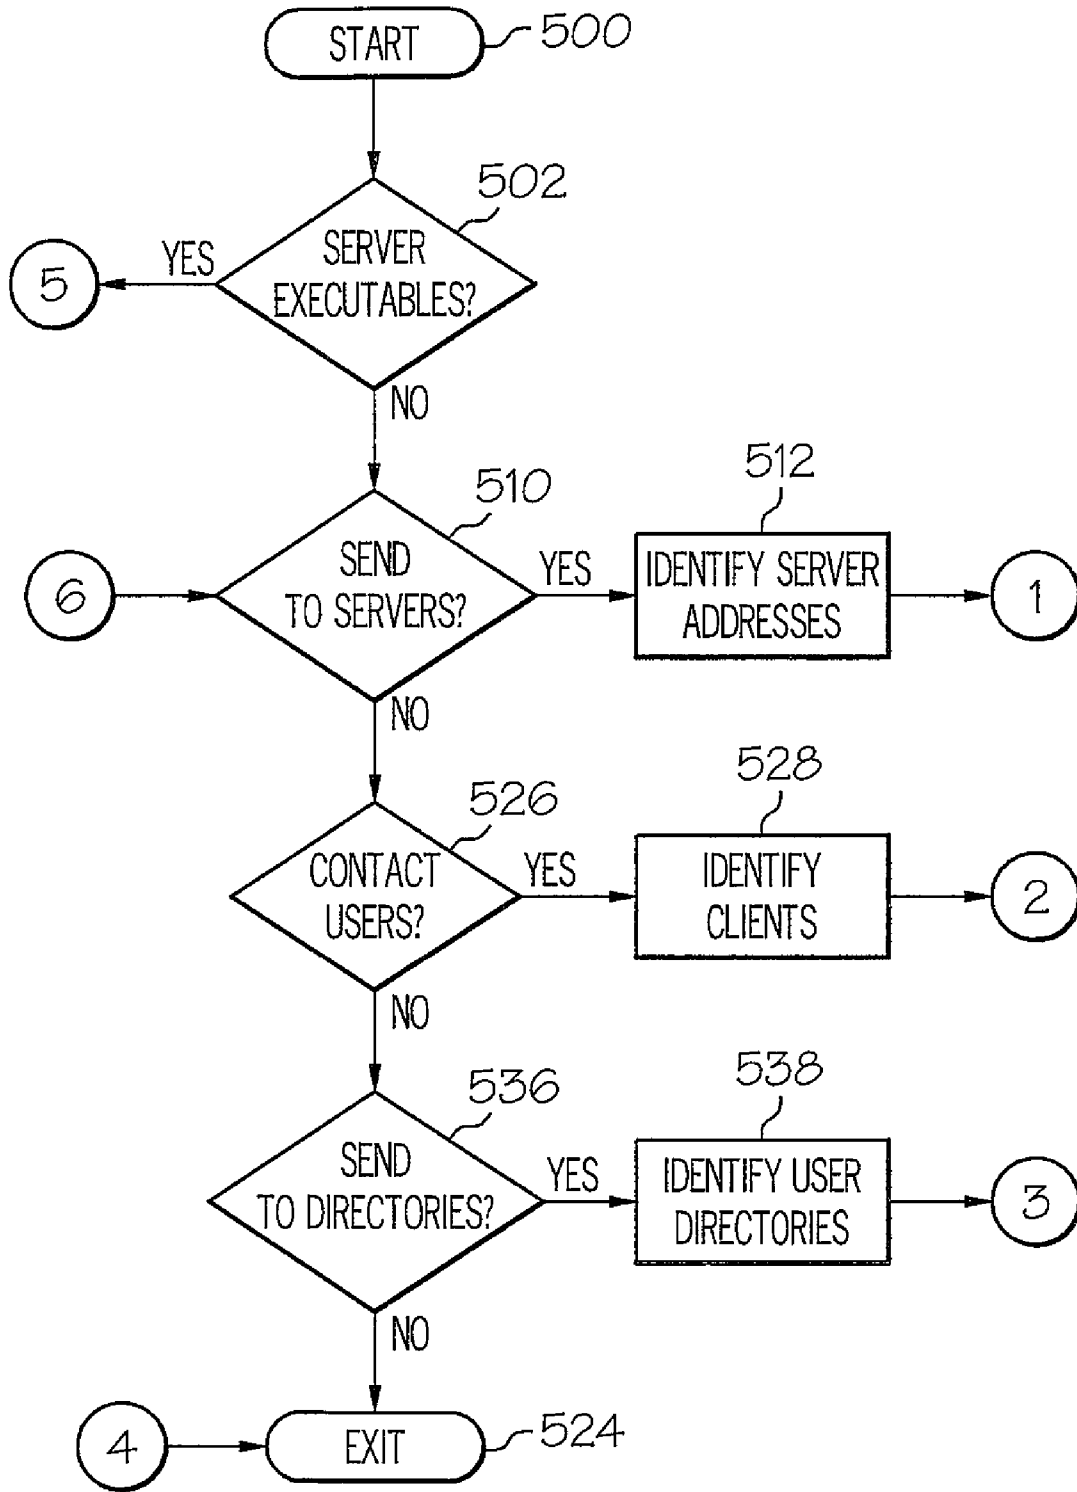 START
500
502
SERVER
EXECUTABLES?
YES
5
NO
510
512
6
SEND
TO SERVERS?
YES
IDENTIFY SERVER
ADDRESSES
1
NO
526
528
CONTACT
USERS?
YES
IDENTIFY
CLIENTS
2
NO
536
538
SEND
TO DIRECTORIES?
YES
IDENTIFY USER
DIRECTORIES
3
NO
4
EXIT
524